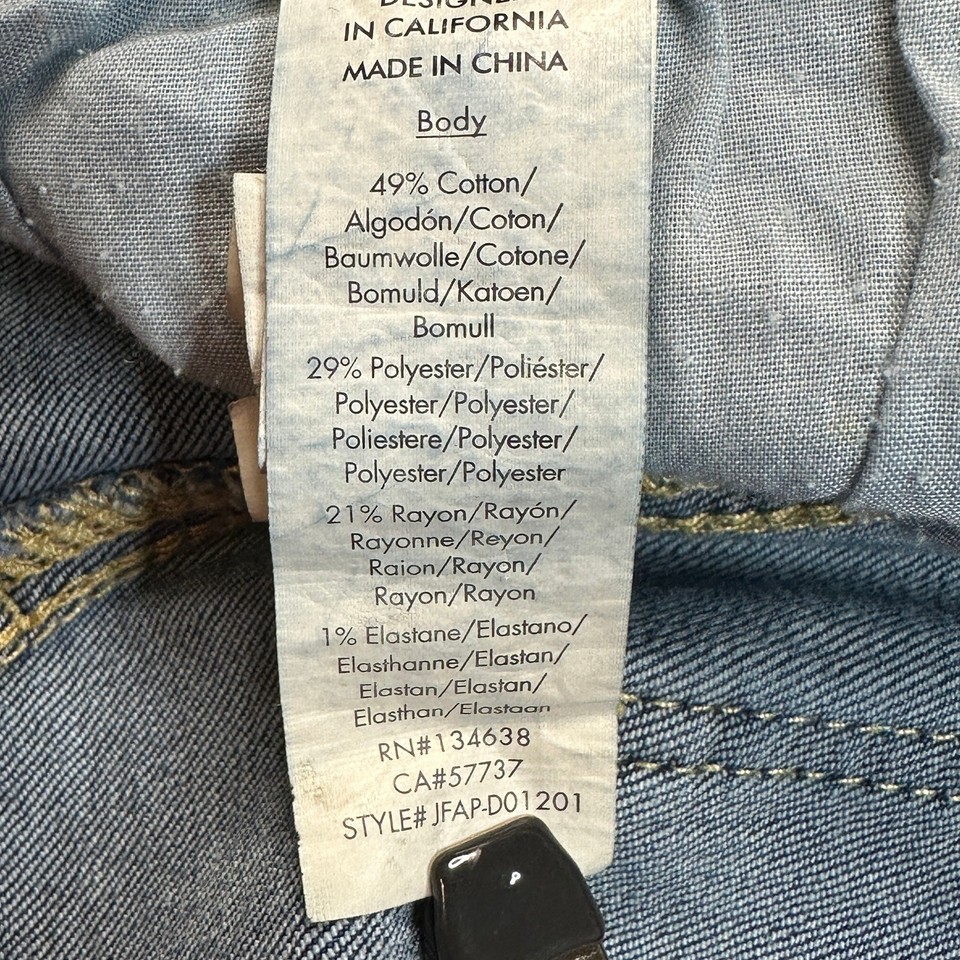 DESIGNED
IN CALIFORNIA
MADE IN CHINA
Body
49% Cotton/
Algodón/Coton/
Baumwolle/Cotone/
Bomuld/Katoen/
Bomull
29% Polyester/Poliéster/
Polyester/Polyester/
Poliestere/Polyester/
Polyester/Polyester
21% Rayon/Rayón/
Rayonne/Reyon/
Raion/Rayon/
Rayon/Rayon
1% Elastane/Elastano/
Elasthanne/Elastan/
Elastan/Elastan/
Elasthan/Elastaan
RN#134638
CA#57737
STYLE# JFAP-D01201